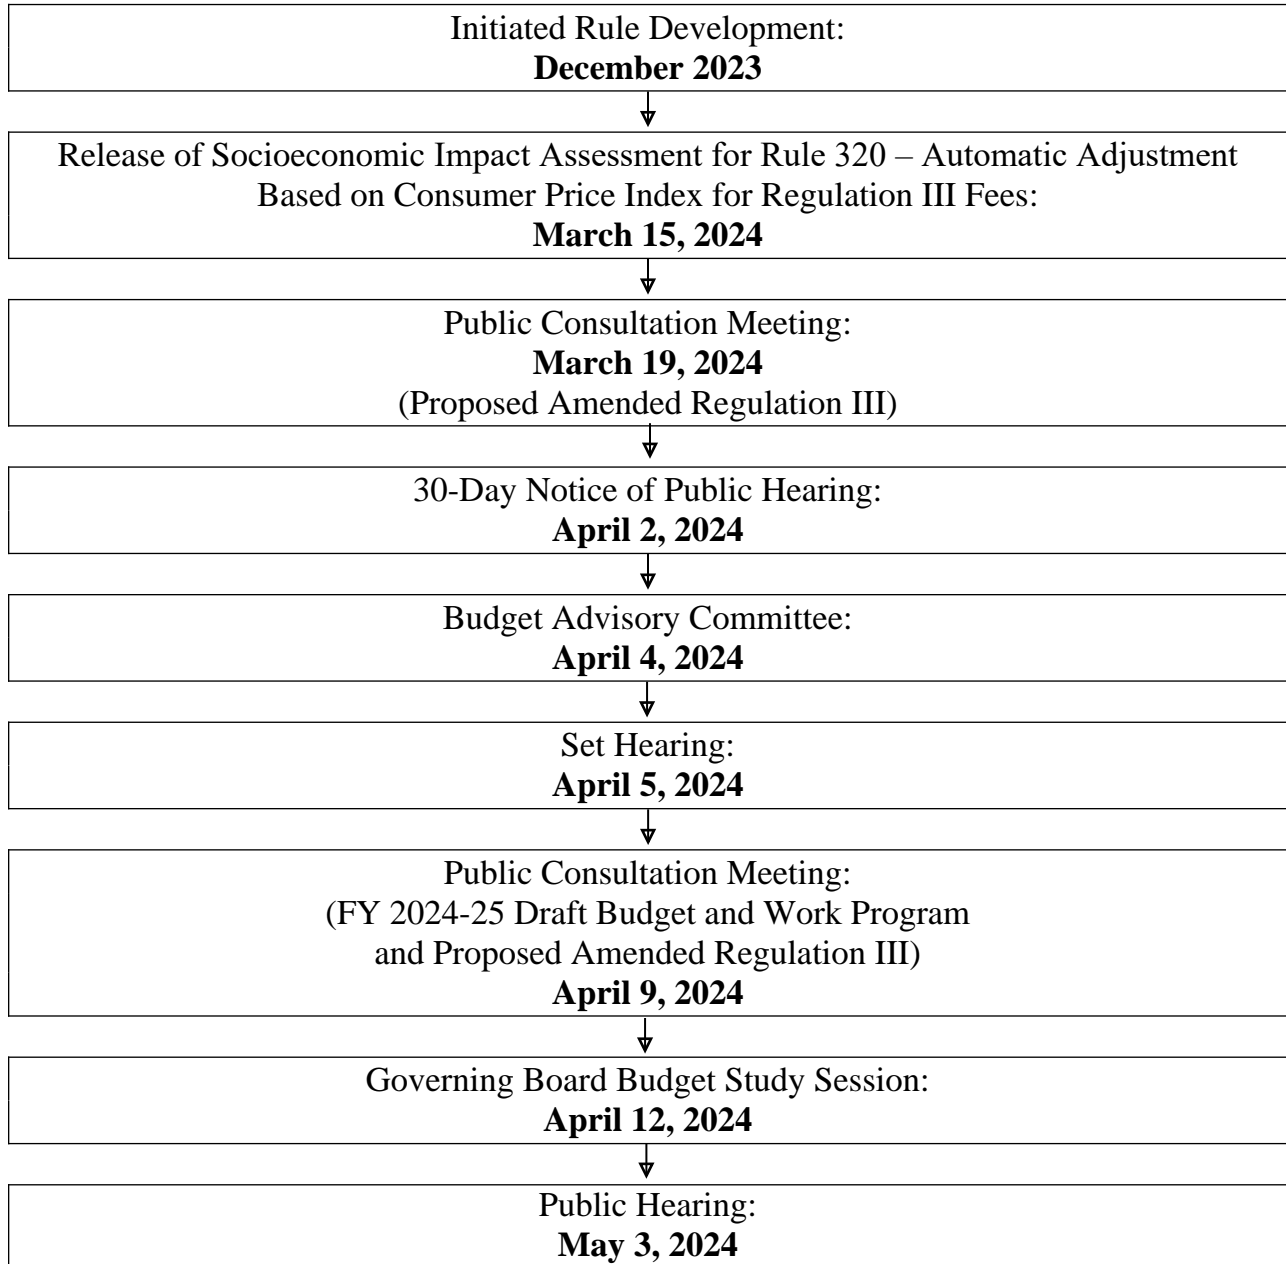 Initiated Rule Development:
December 2023
Release of Socioeconomic Impact Assessment for Rule 320 – Automatic Adjustment
Based on Consumer Price Index for Regulation III Fees:
March 15, 2024
Public Consultation Meeting:
March 19, 2024
(Proposed Amended Regulation III)
30-Day Notice of Public Hearing:
April 2, 2024
Budget Advisory Committee:
April 4, 2024
Set Hearing:
April 5, 2024
Public Consultation Meeting:
(FY 2024-25 Draft Budget and Work Program
and Proposed Amended Regulation III)
April 9, 2024
Governing Board Budget Study Session:
April 12, 2024
Public Hearing:
May 3, 2024